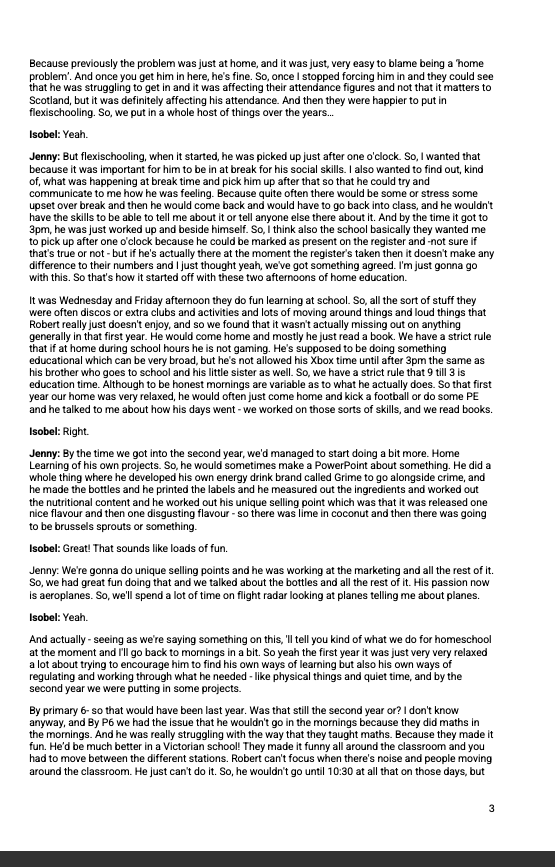 Because previously the problem was just at home, and it was just, very easy to blame being a ‘home
problem’. And once you get him in here, he's fine. So, once I stopped forcing him in and they could see
that he was struggling to get in and it was affecting their attendance figures and not that it matters to
Scotland, but it was definitely affecting his attendance. And then they were happier to put in
flexischooling. So, we put in a whole host of things over the years…
Isobel: Yeah.
Jenny: But flexischooling, when it started, he was picked up just after one o'clock. So, I wanted that
because it was important for him to be in at break for his social skills. I also wanted to find out, kind
of, what was happening at break time and pick him up after that so that he could try and
communicate to me how he was feeling. Because quite often there would be some or stress some
upset over break and then he would come back and would have to go back into class, and he wouldn't
have the skills to be able to tell me about it or tell anyone else there about it. And by the time it got to
3pm, he was just worked up and beside himself. So, I think also the school basically they wanted me
to pick up after one o'clock because he could be marked as present on the register and -not sure if
that's true or not - but if he's actually there at the moment the register's taken then it doesn't make any
difference to their numbers and I just thought yeah, we've got something agreed. I'm just gonna go
with this. So that's how it started off with these two afternoons of home education.
It was Wednesday and Friday afternoon they do fun learning at school. So, all the sort of stuff they
were often discos or extra clubs and activities and lots of moving around things and loud things that
Robert really just doesn't enjoy, and so we found that it wasn't actually missing out on anything
generally in that first year. He would come home and mostly he just read a book. We have a strict rule
that if at home during school hours he is not gaming. He's supposed to be doing something
educational which can be very broad, but he's not allowed his Xbox time until after 3pm the same as
his brother who goes to school and his little sister as well. So, we have a strict rule that 9 till 3 is
education time. Although to be honest mornings are variable as to what he actually does. So that first
year our home was very relaxed, he would often just come home and kick a football or do some PE
and he talked to me about how his days went - we worked on those sorts of skills, and we read books.
Isobel: Right.
Jenny: By the time we got into the second year, we'd managed to start doing a bit more. Home
Learning of his own projects. So, he would sometimes make a PowerPoint about something. He did a
whole thing where he developed his own energy drink brand called Grime to go alongside crime, and
he made the bottles and he printed the labels and he measured out the ingredients and worked out
the nutritional content and he worked out his unique selling point which was that it was released one
nice flavour and then one disgusting flavour - so there was lime in coconut and then there was going
to be brussels sprouts or something.
Isobel: Great! That sounds like loads of fun.
Jenny: We're gonna do unique selling points and he was working at the marketing and all the rest of it.
So, we had great fun doing that and we talked about the bottles and all the rest of it. His passion now
is aeroplanes. So, we'll spend a lot of time on flight radar looking at planes telling me about planes.
Isobel: Yeah.
And actually - seeing as we're saying something on this, 'll tell you kind of what we do for homeschool
at the moment and I'll go back to mornings in a bit. So yeah the first year it was just very very relaxed
a lot about trying to encourage him to find his own ways of learning but also his own ways of
regulating and working through what he needed - like physical things and quiet time, and by the
second year we were putting in some projects.
By primary 6- so that would have been last year. Was that still the second year or? I don't know
anyway, and By P6 we had the issue that he wouldn't go in the mornings because they did maths in
the mornings. And he was really struggling with the way that they taught maths. Because they made it
fun. He'd be much better in a Victorian school! They made it funny all around the classroom and you
had to move between the different stations. Robert can't focus when there's noise and people moving
around the classroom. He just can't do it. So, he wouldn't go until 10:30 at all that on those days, but
3